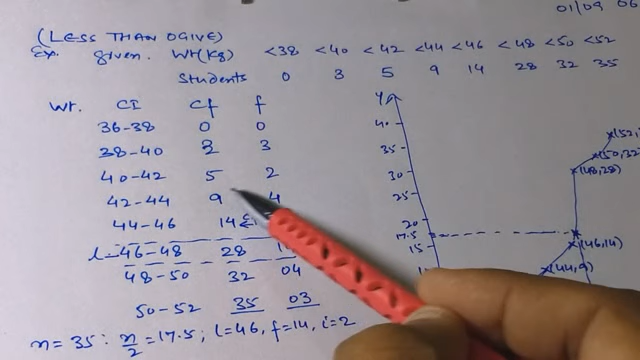 01/09 06
(LESS THAN OGIVE)
Ex. given. Wt(Kg) <38 <40 <42 <44 <46 <48 <50 <52
Students 0 3 5 9 14 28 32 35
Wt. CI Cf f
36-38 0 0
38-40 3 3
40-42 5 2
42-44 9 4
44-46 14
l=46-48 28
48-50 32 04
50-52 35 03
n=35: n/2=17.5; l=46, f=14, i=2
Y
40
35
30
25
20
17.5
15
(52,
(50,32
(48,28)
(46,14)
(44,9)